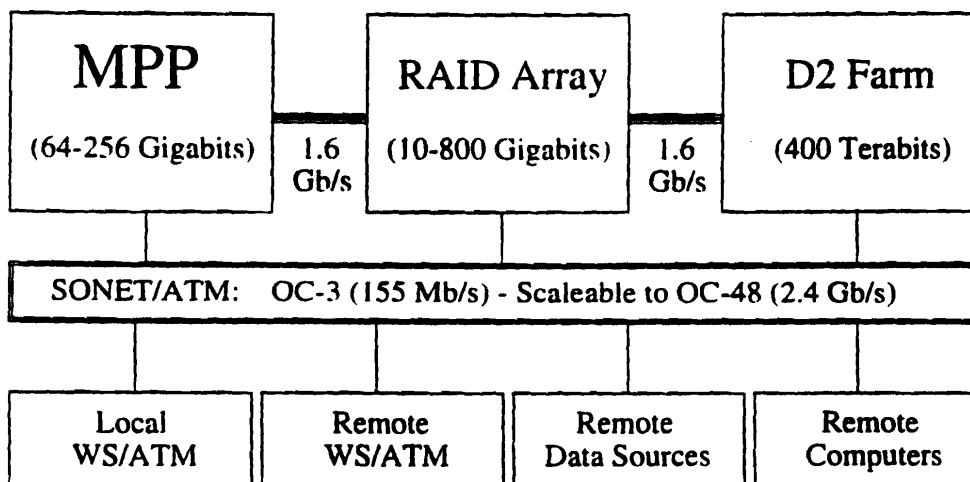 MPP
(64-256 Gigabits)
1.6
Gb/s
RAID Array
(10-800 Gigabits)
1.6
Gb/s
D2 Farm
(400 Terabits)
SONET/ATM: OC-3 (155 Mb/s) - Scaleable to OC-48 (2.4 Gb/s)
Local
WS/ATM
Remote
WS/ATM
Remote
Data Sources
Remote
Computers